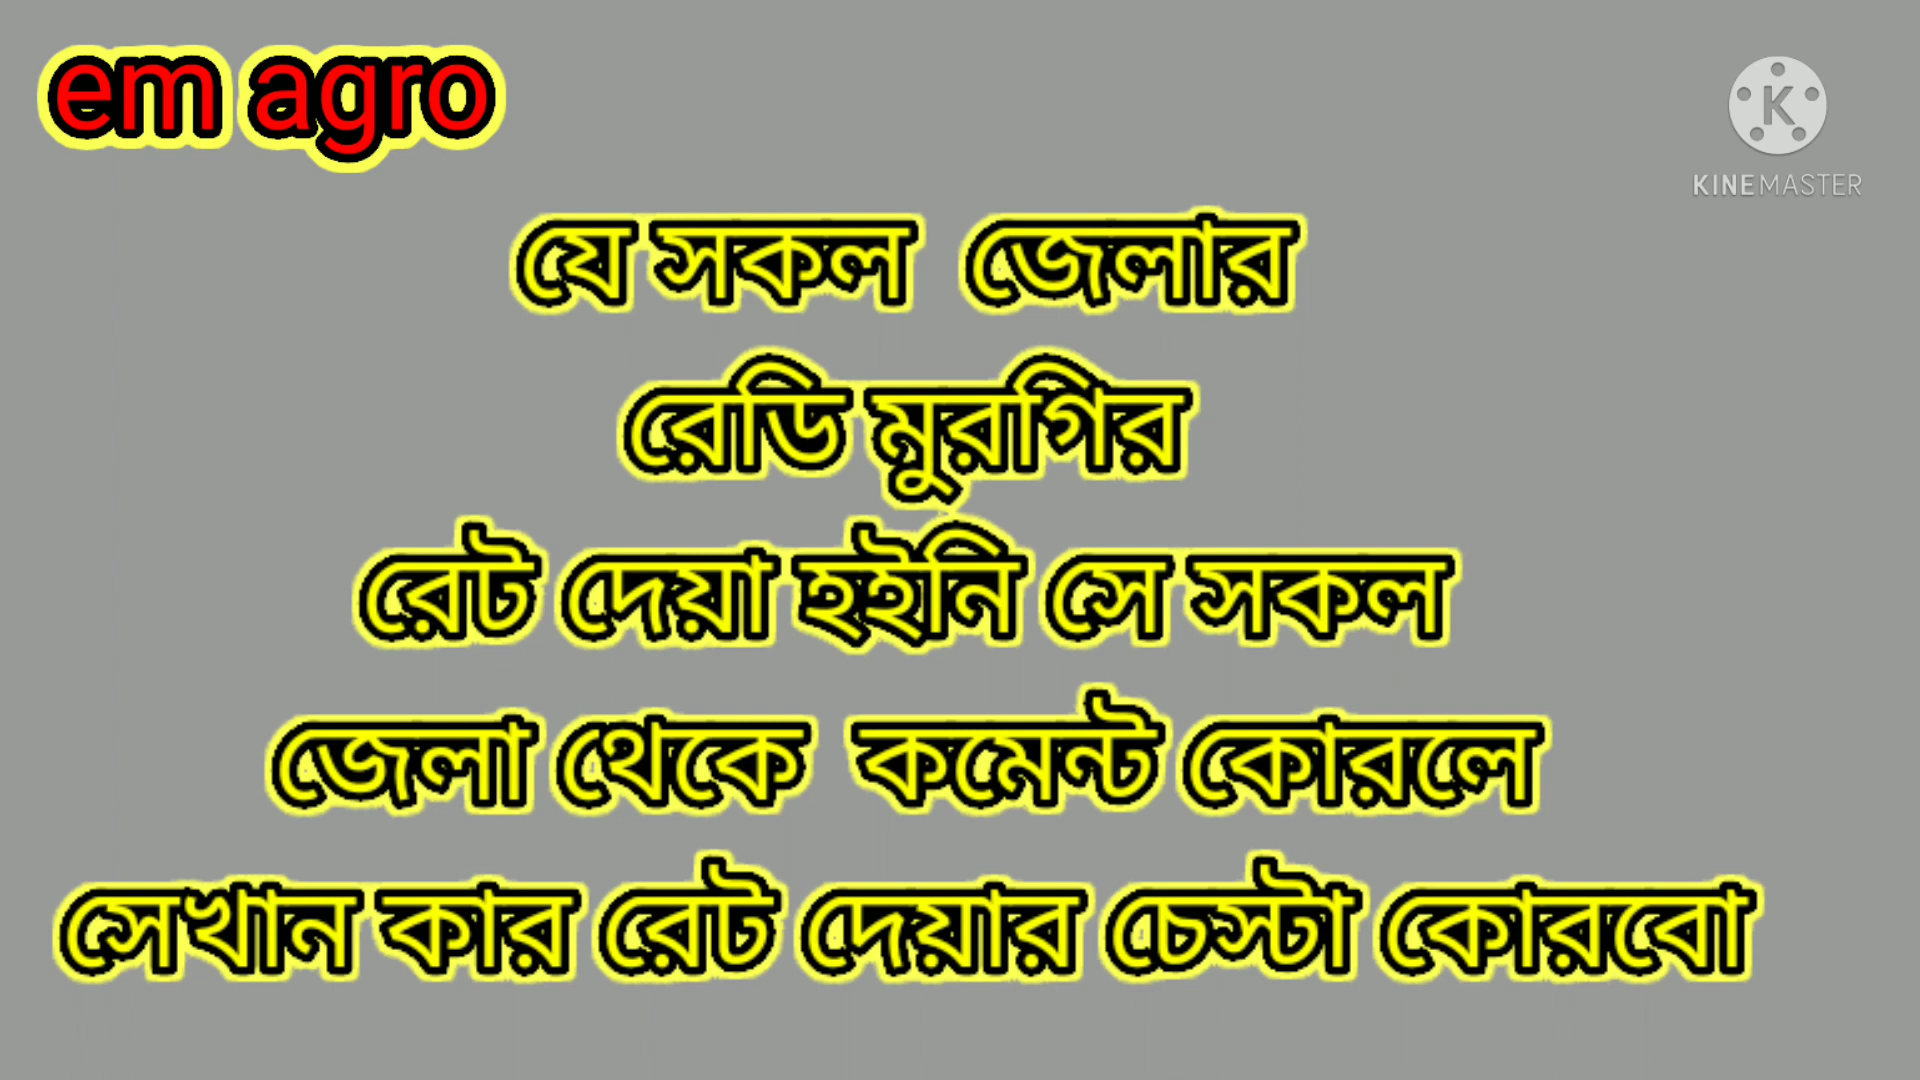 em agro
KINEMASTER
যে সকল জেলার
রেডি মুরগির
রেট দেয়া হইনি সে সকল
জেলা থেকে কমেন্ট কোরলে
সেখান কার রেট দেয়ার চেস্টা কোরবো